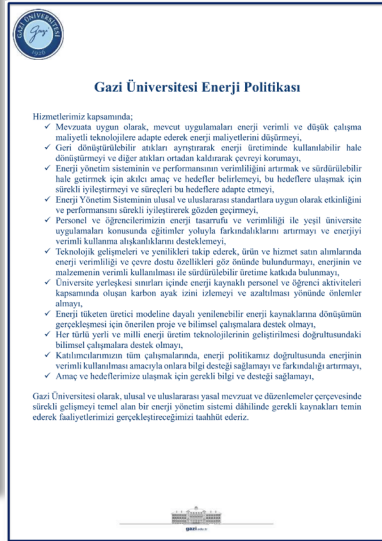 GAZİ ÜNİVERSİTESİ
Gazi
1926
Gazi Üniversitesi Enerji Politikası
Hizmetlerimiz kapsamında;
✓ Mevzuata uygun olarak, mevcut uygulamaları enerji verimli ve düşük çalışma
maliyetli teknolojilere adapte ederek enerji maliyetlerini düşürmeyi,
✓ Geri dönüştürülebilir atıkları ayrıştırarak enerji üretiminde kullanılabilir hale
dönüştürmeyi ve diğer atıkları ortadan kaldırarak çevreyi korumayı,
✓ Enerji yönetim sisteminin ve performansının verimliliğini artırmak ve sürdürülebilir
hale getirmek için akılcı amaç ve hedefler belirlemeyi, bu hedeflere ulaşmak için
sürekli iyileştirmeyi ve süreçleri bu hedeflere adapte etmeyi,
✓ Enerji Yönetim Sisteminin ulusal ve uluslararası standartlara uygun olarak etkinliğini
ve performansını sürekli iyileştirerek gözden geçirmeyi,
✓ Personel ve öğrencilerimizin enerji tasarrufu ve verimliliği ile yeşil üniversite
uygulamaları konusunda eğitimler yoluyla farkındalıklarını artırmayı ve enerjiyi
verimli kullanma alışkanlıklarını desteklemeyi,
✓ Teknolojik gelişmeleri ve yenilikleri takip ederek, ürün ve hizmet satın alımlarında
enerji verimliliği ve çevre dostu özellikleri göz önünde bulundurmayı, enerjinin ve
malzemenin verimli kullanılması ile sürdürülebilir üretime katkıda bulunmayı,
✓ Üniversite yerleşkesi sınırları içinde enerji kaynaklı personel ve öğrenci aktiviteleri
kapsamında oluşan karbon ayak izini izlemeyi ve azaltılması yönünde önlemler
almayı,
✓ Enerji tüketen üretici modeline dayalı yenilenebilir enerji kaynaklarına dönüşümün
gerçekleşmesi için önerilen proje ve bilimsel çalışmalara destek olmayı,
✓ Her türlü yerli ve milli enerji üretim teknolojilerinin geliştirilmesi doğrultusundaki
bilimsel çalışmalara destek olmayı,
✓ Katılımcılarımızın tüm çalışmalarında, enerji politikamız doğrultusunda enerjinin
verimli kullanılması amacıyla onlara bilgi desteği sağlamayı ve farkındalığı artırmayı,
✓ Amaç ve hedeflerimize ulaşmak için gerekli bilgi ve desteği sağlamayı,
Gazi Üniversitesi olarak, ulusal ve uluslararası yasal mevzuat ve düzenlemeler çerçevesinde
sürekli gelişmeyi temel alan bir enerji yönetim sistemi dâhilinde gerekli kaynakları temin
ederek faaliyetlerimizi gerçekleştireceğimizi taahhüt ederiz.